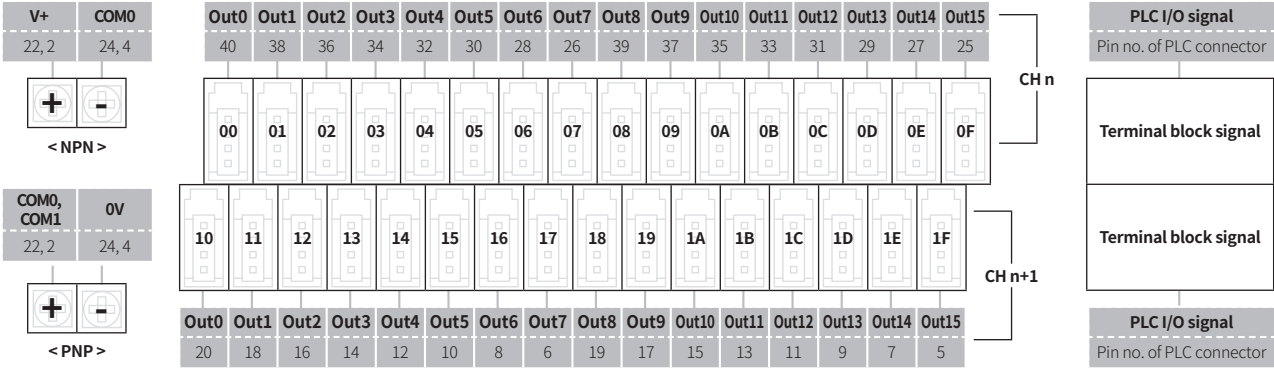 V+ COM0
22, 2 24, 4
+ -
< NPN >
COM0, COM1 0V
22, 2 24, 4
+ -
< PNP >
Out0 Out1 Out2 Out3 Out4 Out5 Out6 Out7 Out8 Out9 Out10 Out11 Out12 Out13 Out14 Out15
40 38 36 34 32 30 28 26 39 37 35 33 31 29 27 25
00 01 02 03 04 05 06 07 08 09 0A 0B 0C 0D 0E 0F
CH n
10 11 12 13 14 15 16 17 18 19 1A 1B 1C 1D 1E 1F
CH n+1
Out0 Out1 Out2 Out3 Out4 Out5 Out6 Out7 Out8 Out9 Out10 Out11 Out12 Out13 Out14 Out15
20 18 16 14 12 10 8 6 19 17 15 13 11 9 7 5
PLC I/O signal
Pin no. of PLC connector
Terminal block signal
Terminal block signal
PLC I/O signal
Pin no. of PLC connector